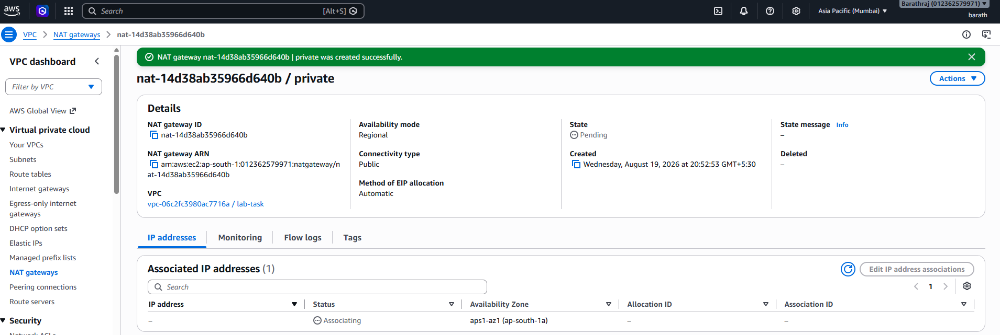 aws
Search
[Alt+S]
Asia Pacific (Mumbai)
Barathraj (012362579971)
barath
VPC
NAT gateways
nat-14d38ab35966d640b
VPC dashboard
Filter by VPC
AWS Global View
Virtual private cloud
Your VPCs
Subnets
Route tables
Internet gateways
Egress-only internet
gateways
DHCP option sets
Elastic IPs
Managed prefix lists
NAT gateways
Peering connections
Route servers
Security
Network ACLs
NAT gateway nat-14d38ab35966d640b | private was created successfully.
nat-14d38ab35966d640b / private
Actions
Details
NAT gateway ID
nat-14d38ab35966d640b
NAT gateway ARN
arn:aws:ec2:ap-south-1:012362579971:natgateway/n
at-14d38ab35966d640b
VPC
vpc-06c2fc3980ac7716a / lab-task
Availability mode
Regional
Connectivity type
Public
Method of EIP allocation
Automatic
State
Pending
Created
Wednesday, August 19, 2026 at 20:52:53 GMT+5:30
State message Info
–
Deleted
–
IP addresses
Monitoring
Flow logs
Tags
Associated IP addresses (1)
Edit IP address associations
Search
1
IP address
Status
Availability Zone
Allocation ID
Association ID
–
Associating
aps1-az1 (ap-south-1a)
–
–